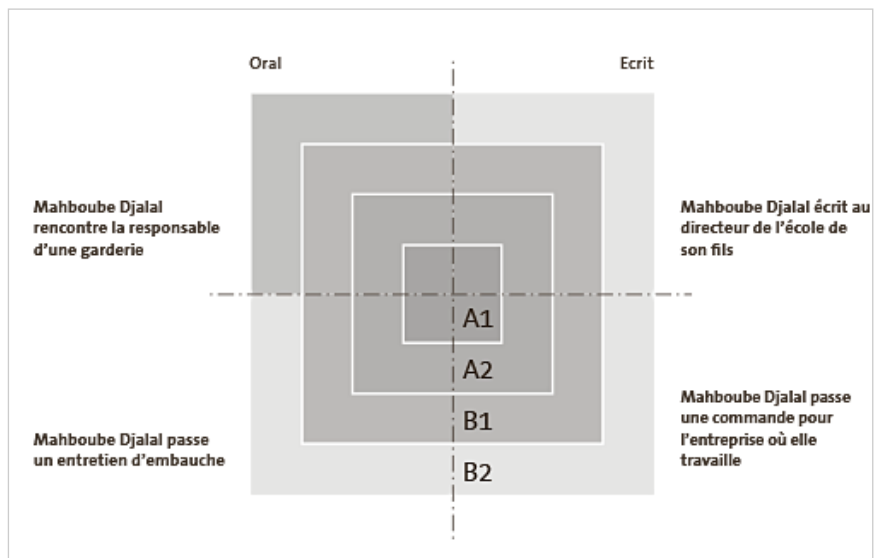 Oral
Ecrit
Mahboube Djalal
rencontre la responsable
d'une garderie
Mahboube Djalal écrit au
directeur de l'école de
son fils
A1
A2
B1
B2
Mahboube Djalal passe
un entretien d'embauche
Mahboube Djalal passe
une commande pour
l'entreprise où elle
travaille